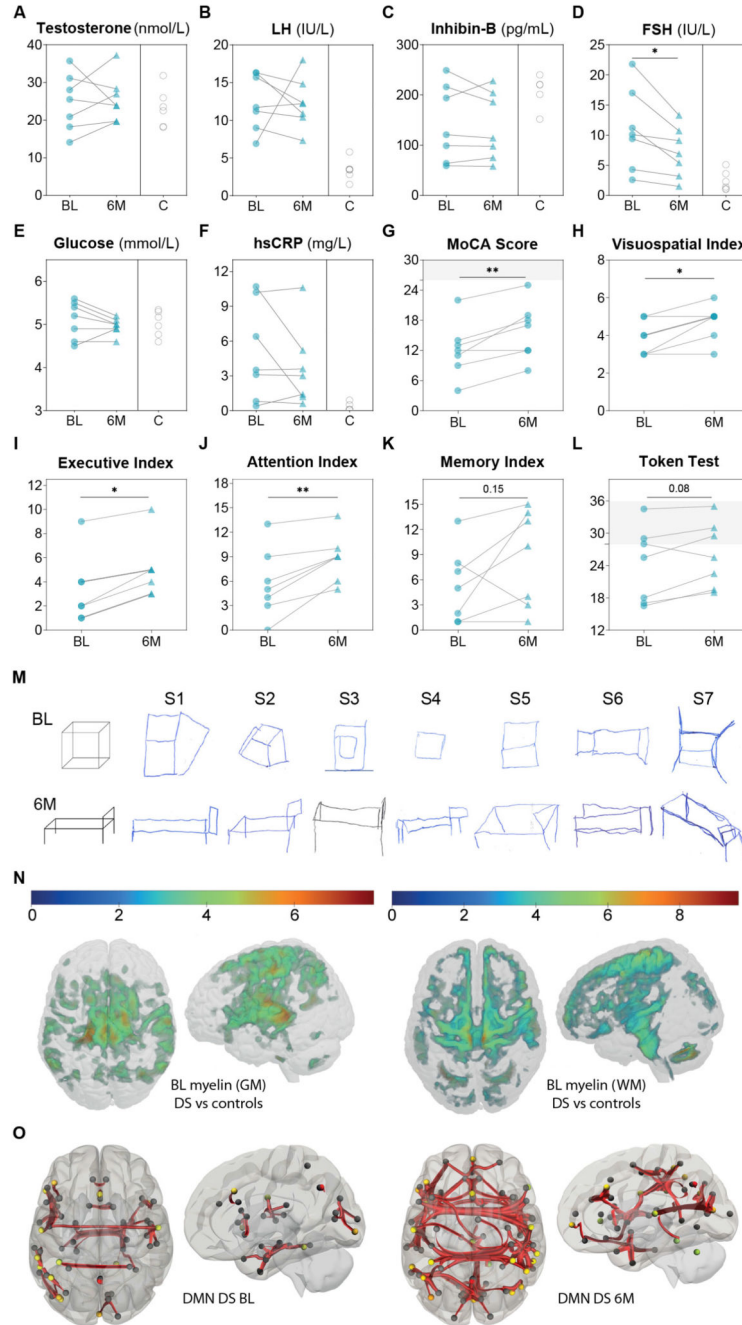 A Testosterone (nmol/L) B LH (IU/L) C Inhibin-B (pg/mL) D FSH (IU/L)
40 20 300 25
30 15 200 20
20 10 100 15
10 5 0 10
0 0 5
0
*
BL 6M C BL 6M C BL 6M C BL 6M C
E Glucose (mmol/L) F hsCRP (mg/L) G MoCA Score H Visuospatial Index
6 12 30 8
5 9 24 6
4 6 18 4
3 3 12 2
0 6 0
0
** *
BL 6M C BL 6M C BL 6M BL 6M
I Executive Index J Attention Index K Memory Index L Token Test
* ** 0.15 0.08
10 15 15 36
8 12 12 30
6 9 9 24
4 6 6 18
2 3 3 12
0 0 0
BL 6M BL 6M BL 6M BL 6M
M
S1 S2 S3 S4 S5 S6 S7
BL
6M
N
0 2 4 6 0 2 4 6 8
BL myelin (GM) BL myelin (WM)
DS vs controls DS vs controls
O
DMN DS BL DMN DS 6M